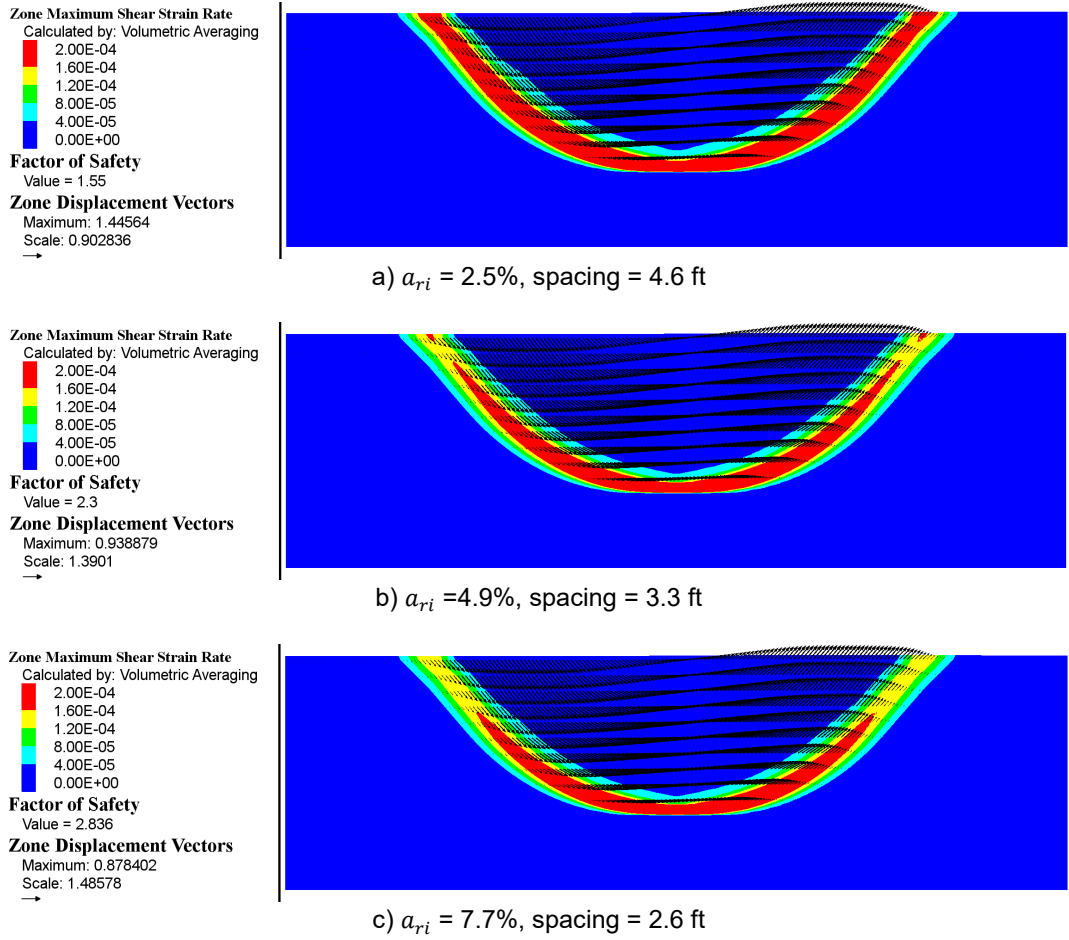 Zone Maximum Shear Strain Rate
Calculated by: Volumetric Averaging
2.00E-04
1.60E-04
1.20E-04
8.00E-05
4.00E-05
0.00E+00
Factor of Safety
Value = 1.55
Zone Displacement Vectors
Maximum: 1.44564
Scale: 0.902836
a) a_ri = 2.5%, spacing = 4.6 ft
Zone Maximum Shear Strain Rate
Calculated by: Volumetric Averaging
2.00E-04
1.60E-04
1.20E-04
8.00E-05
4.00E-05
0.00E+00
Factor of Safety
Value = 2.3
Zone Displacement Vectors
Maximum: 0.938879
Scale: 1.3901
b) a_ri =4.9%, spacing = 3.3 ft
Zone Maximum Shear Strain Rate
Calculated by: Volumetric Averaging
2.00E-04
1.60E-04
1.20E-04
8.00E-05
4.00E-05
0.00E+00
Factor of Safety
Value = 2.836
Zone Displacement Vectors
Maximum: 0.878402
Scale: 1.48578
c) a_ri = 7.7%, spacing = 2.6 ft